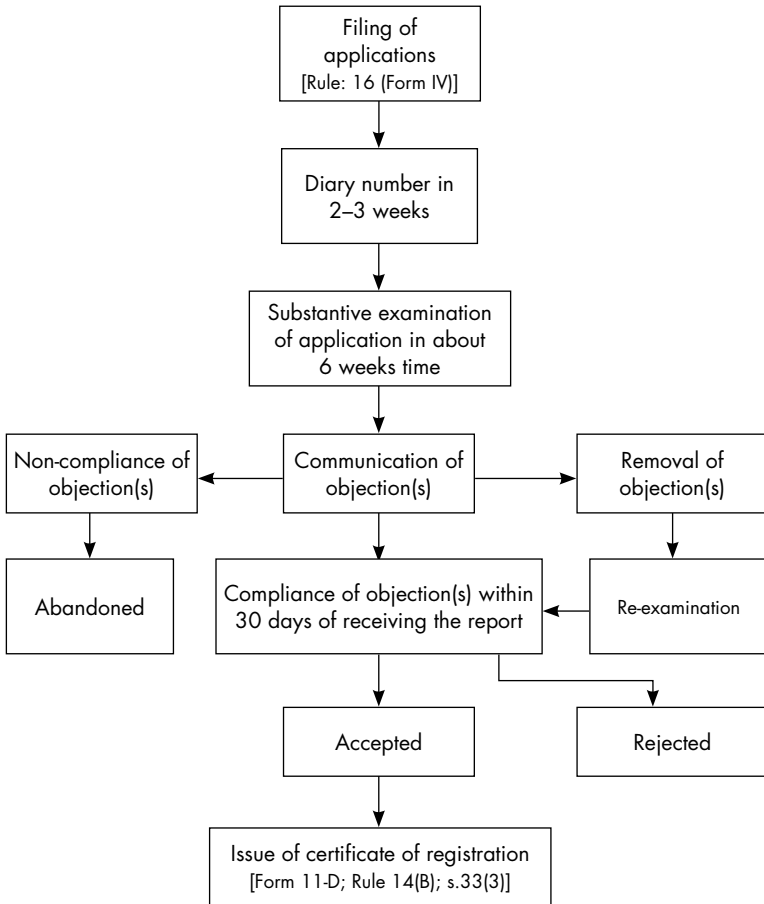 Filing of
applications
[Rule: 16 (Form IV)]
Diary number in
2–3 weeks
Substantive examination
of application in about
6 weeks time
Non-compliance of
objection(s)
Communication of
objection(s)
Removal of
objection(s)
Abandoned
Compliance of objection(s) within
30 days of receiving the report
Re-examination
Accepted
Rejected
Issue of certificate of registration
[Form 11-D; Rule 14(B); s.33(3)]